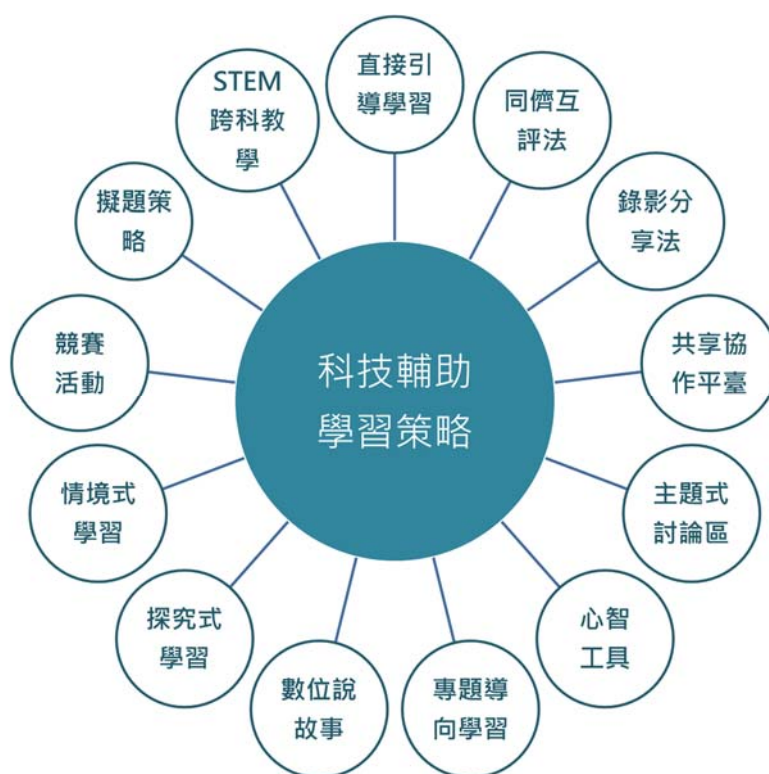 科技輔助
學習策略
直接引
導學習
同儕互
評法
錄影分
享法
共享協
作平臺
主題式
討論區
心智
工具
專題導
向學習
數位說
故事
探究式
學習
情境式
學習
競賽
活動
擬題策
略
STEM
跨科教
學